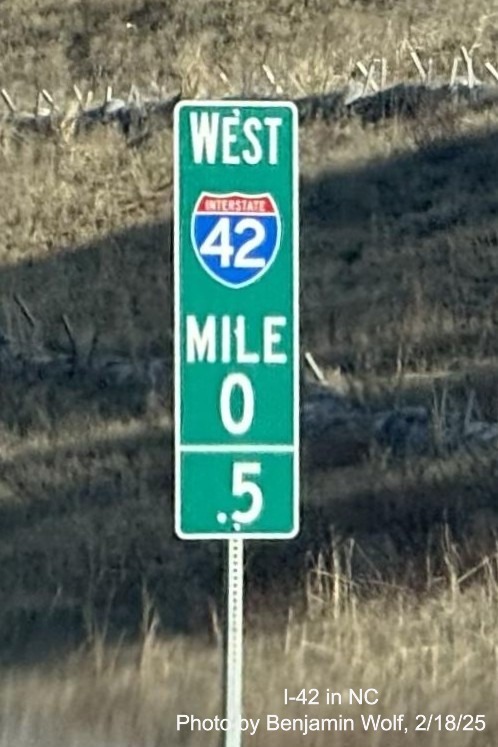 WEST
INTERSTATE
42
MILE
0
.5
I-42 in NC
Photo by Benjamin Wolf, 2/18/25